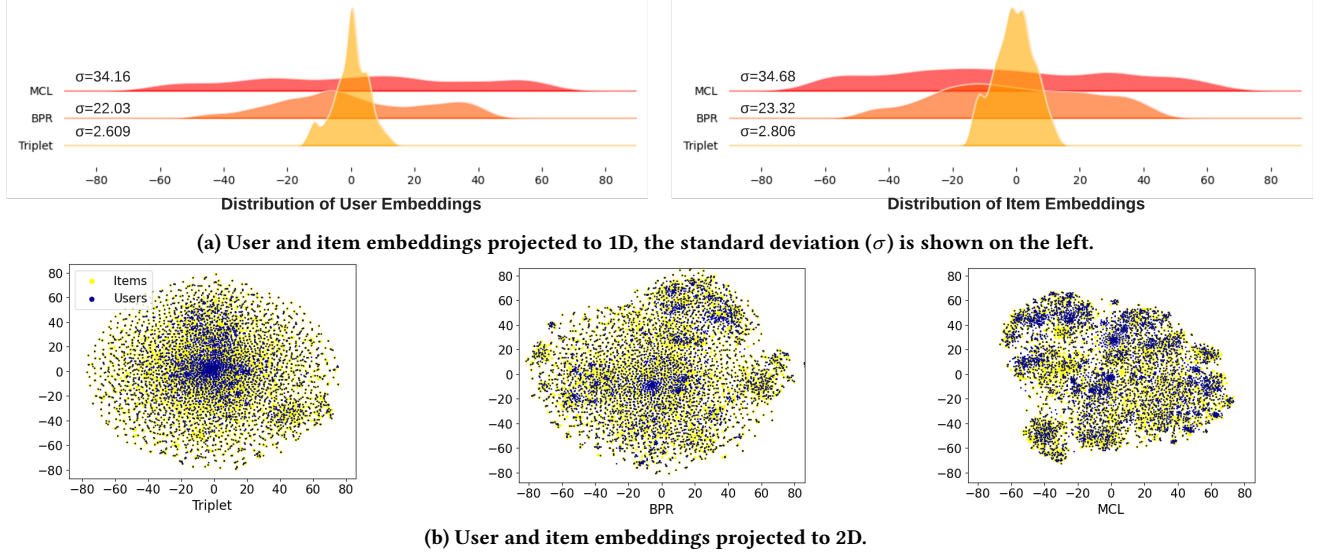 σ=34.16
MCL
σ=22.03
BPR
σ=2.609
Triplet
−80 −60 −40 −20 0 20 40 60 80
Distribution of User Embeddings
σ=34.68
MCL
σ=23.32
BPR
σ=2.806
Triplet
−80 −60 −40 −20 0 20 40 60 80
Distribution of Item Embeddings
(a) User and item embeddings projected to 1D, the standard deviation (σ) is shown on the left.
Items
Users
80
60
40
20
0
−20
−40
−60
−80
−80 −60 −40 −20 0 20 40 60 80
Triplet
80
60
40
20
0
−20
−40
−60
−80
−80 −60 −40 −20 0 20 40 60 80
BPR
80
60
40
20
0
−20
−40
−60
−80
−80 −60 −40 −20 0 20 40 60 80
MCL
(b) User and item embeddings projected to 2D.